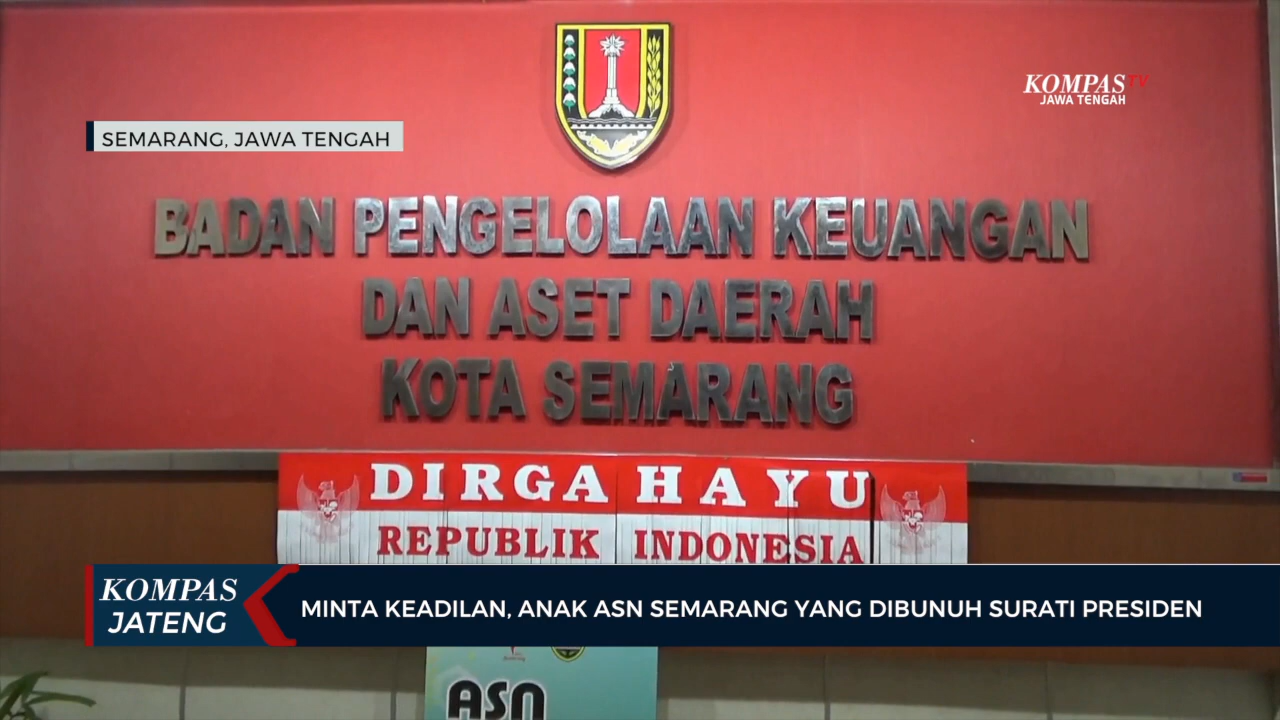 KOMPAS TV
JAWA TENGAH
SEMARANG, JAWA TENGAH
BADAN PENGELOLAAN KEUANGAN
DAN ASET DAERAH
KOTA SEMARANG
DIRGAHAYU
REPUBLIK INDONESIA
KOMPAS
JATENG
MINTA KEADILAN, ANAK ASN SEMARANG YANG DIBUNUH SURATI PRESIDEN
ASN